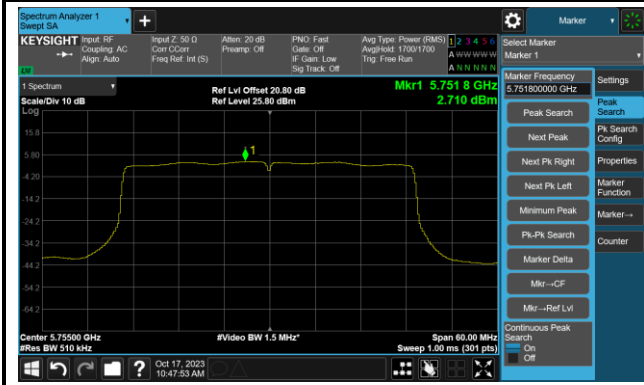 Spectrum Analyzer 1
Swept SA
Marker
KEYSIGHT
Input: RF
Coupling: AC
Align: Auto
Input Z: 50 Ω
Corr CCorr
Freq Ref: Int (S)
Atten: 20 dB
Preamp: Off
PNO: Fast
Gate: Off
IF Gain: Low
Sig Track: Off
Avg Type: Power (RMS)
Avg|Hold: 1700/1700
Trig: Free Run
1 2 3 4 5 6
A W W W W W
A N N N N N
Select Marker
Marker 1
1 Spectrum
Scale/Div 10 dB
Log
Ref Lvl Offset 20.80 dB
Ref Level 25.80 dBm
Mkr1 5.751 8 GHz
2.710 dBm
15.8
5.80
-4.20
-14.2
-24.2
-34.2
-44.2
-54.2
-64.2
1
Center 5.75500 GHz
#Res BW 510 kHz
#Video BW 1.5 MHz*
Span 60.00 MHz
Sweep 1.00 ms (301 pts)
Marker Frequency
5.751800000 GHz
Peak Search
Next Peak
Next Pk Right
Next Pk Left
Minimum Peak
Pk-Pk Search
Marker Delta
Mkr→CF
Mkr→Ref Lvl
Continuous Peak
Search
On
Off
Settings
Peak
Search
Pk Search
Config
Properties
Marker
Function
Marker→
Counter
Oct 17, 2023
10:47:53 AM